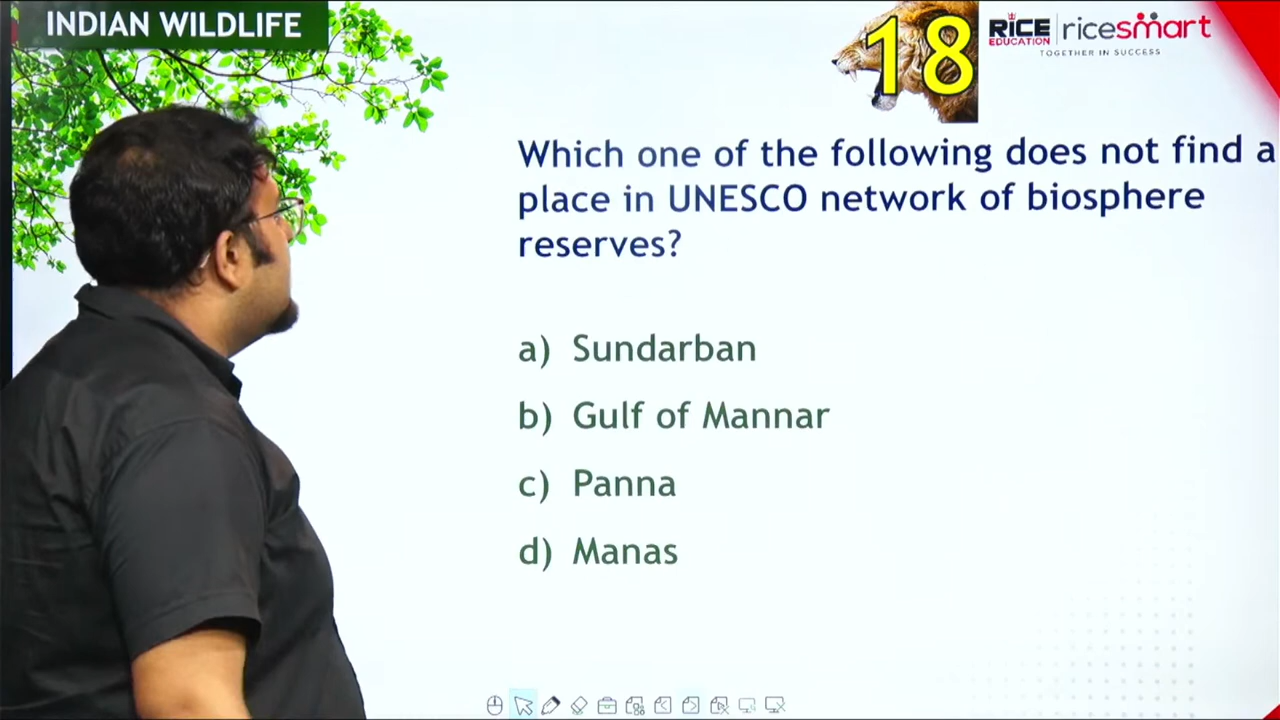 INDIAN WILDLIFE
18
RICE
EDUCATION
ricesmart
TOGETHER IN SUCCESS
Which one of the following does not find a
place in UNESCO network of biosphere
reserves?
a) Sundarban
b) Gulf of Mannar
c) Panna
d) Manas